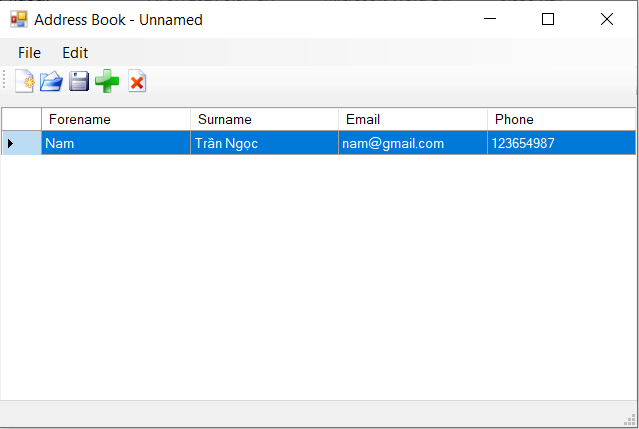 Address Book - Unnamed
File Edit
Forename Surname Email Phone
Nam Trần Ngọc nam@gmail.com 123654987